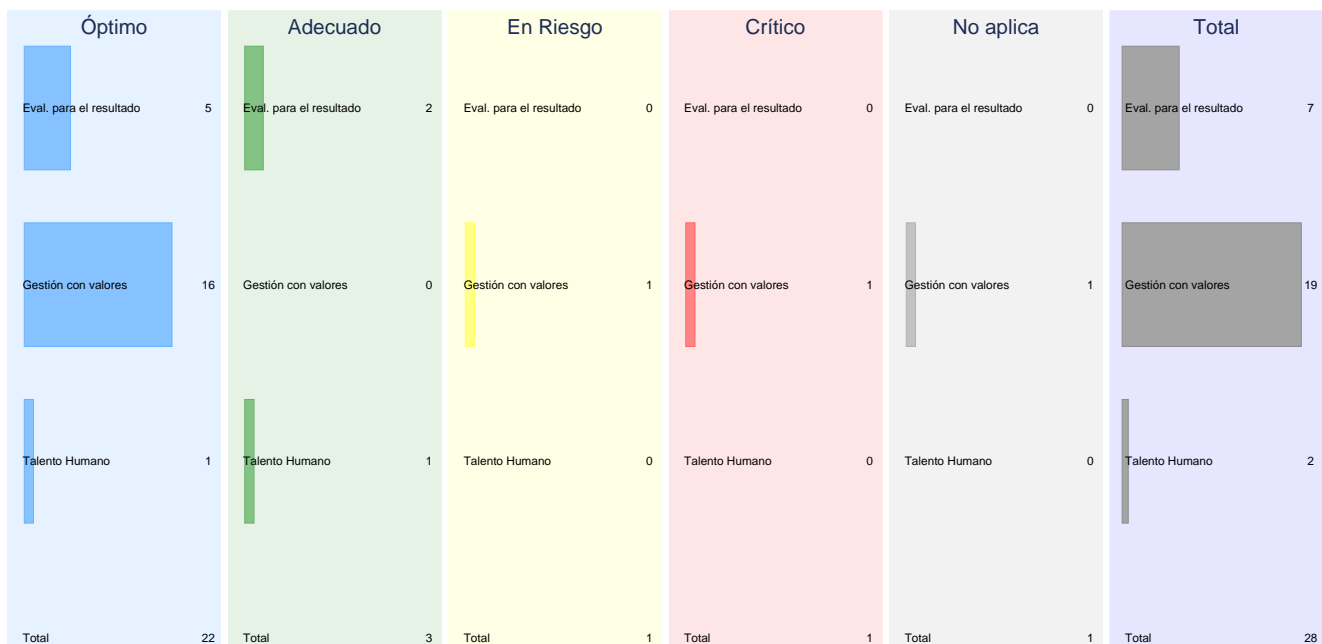 Óptimo Adecuado En Riesgo Crítico No aplica Total
Eval. para el resultado 5 Eval. para el resultado 2 Eval. para el resultado 0 Eval. para el resultado 0 Eval. para el resultado 0 Eval. para el resultado 7
Gestión con valores 16 Gestión con valores 0 Gestión con valores 1 Gestión con valores 1 Gestión con valores 1 Gestión con valores 19
Talento Humano 1 Talento Humano 1 Talento Humano 0 Talento Humano 0 Talento Humano 0 Talento Humano 2
Total 22 Total 3 Total 1 Total 1 Total 1 Total 28